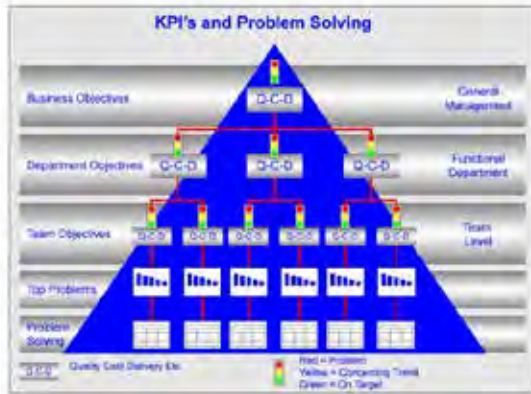 KPI's and Problem Solving
Business Objectives
Q-C-D
General
Management
Department Objectives
Q-C-D
Q-C-D
Q-C-D
Functional
Department
Team Objectives
Q-C-D
Q-C-D
Q-C-D
Q-C-D
Q-C-D
Q-C-D
Team
Level
Top Problems
Problem
Solving
Q-C-D
Quality Cost Delivery Etc
Red = Problem
Yellow = Concerning Trend
Green = On Target